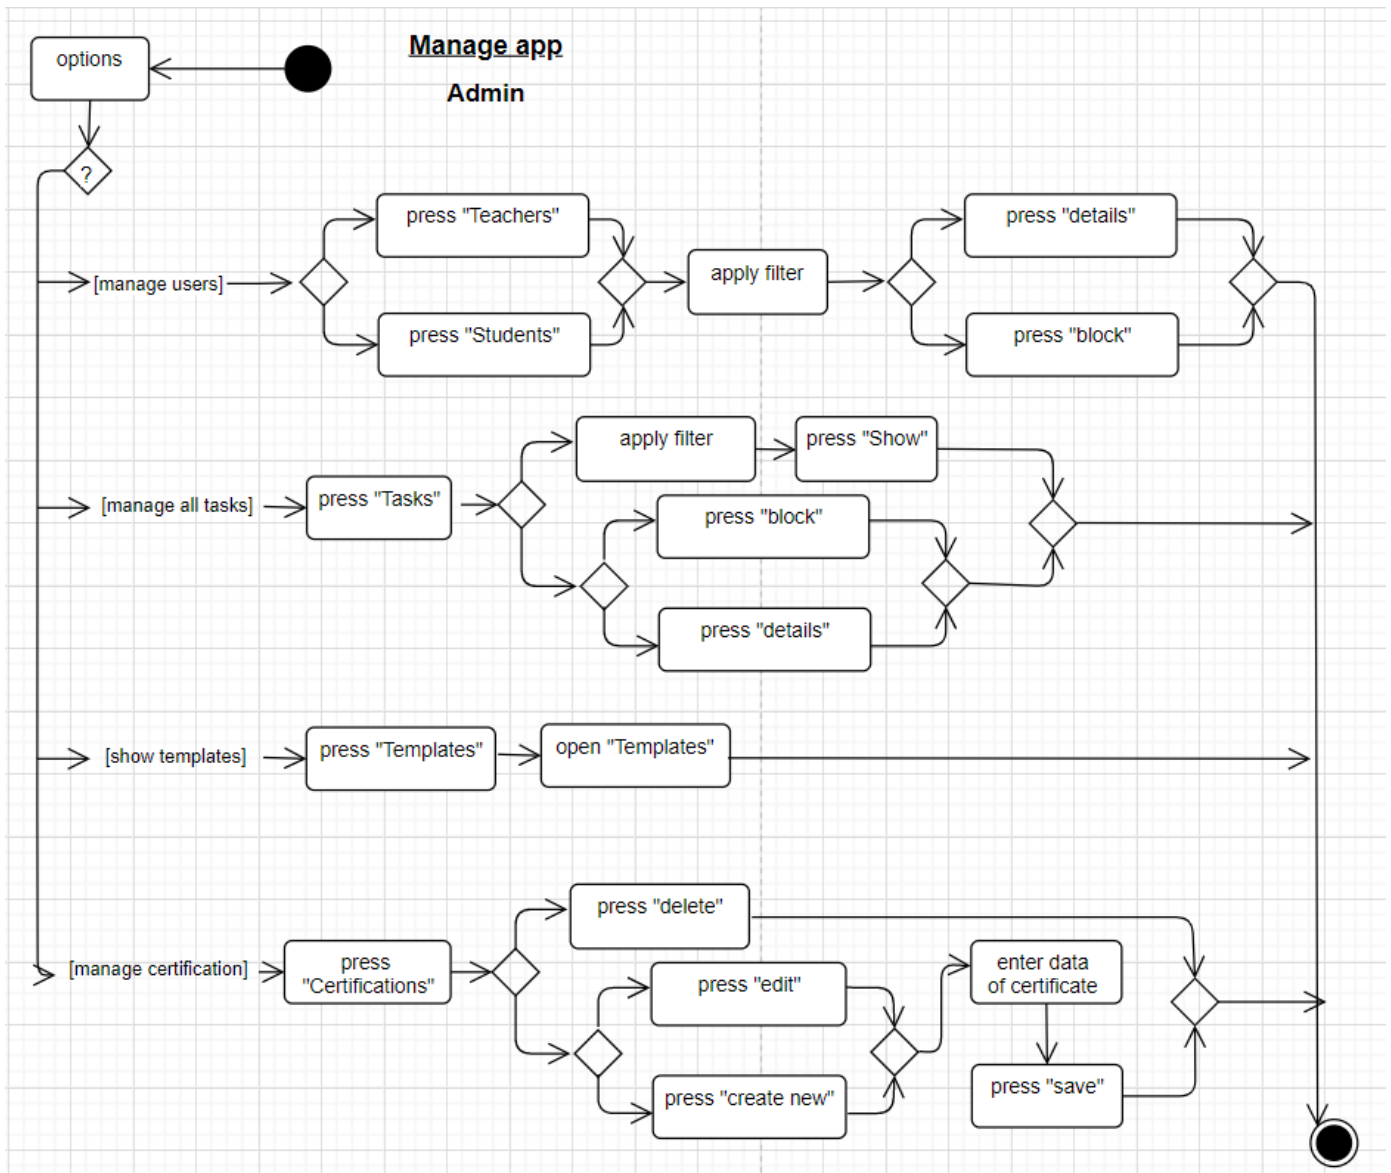 Manage app
Admin
options
?
press "Teachers"
press "details"
[manage users]
apply filter
press "Students"
press "block"
apply filter
press "Show"
[manage all tasks]
press "Tasks"
press "block"
press "details"
[show templates]
press "Templates"
open "Templates"
press "delete"
[manage certification]
press
"Certifications"
press "edit"
enter data
of certificate
press "create new"
press "save"